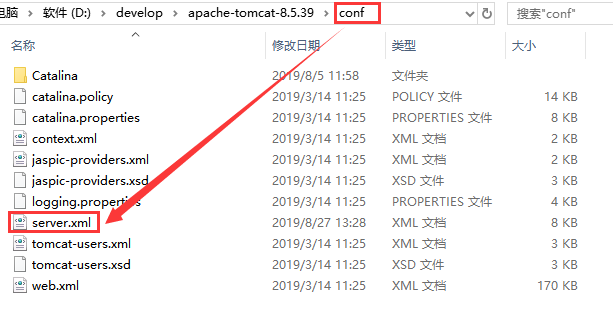 电脑 > 软件 (D:) > develop > apache-tomcat-8.5.39 > conf 搜索"conf"
名称 修改日期 类型 大小
Catalina 2019/8/5 11:58 文件夹
catalina.policy 2019/3/14 11:25 POLICY 文件 14 KB
catalina.properties 2019/3/14 11:25 PROPERTIES 文件 8 KB
context.xml 2019/3/14 11:25 XML 文档 2 KB
jaspic-providers.xml 2019/3/14 11:25 XML 文档 2 KB
jaspic-providers.xsd 2019/3/14 11:25 XSD 文件 3 KB
logging.properties 2019/3/14 11:25 PROPERTIES 文件 4 KB
server.xml 2019/8/27 13:28 XML 文档 8 KB
tomcat-users.xml 2019/3/14 11:25 XML 文档 3 KB
tomcat-users.xsd 2019/3/14 11:25 XSD 文件 3 KB
web.xml 2019/3/14 11:25 XML 文档 170 KB